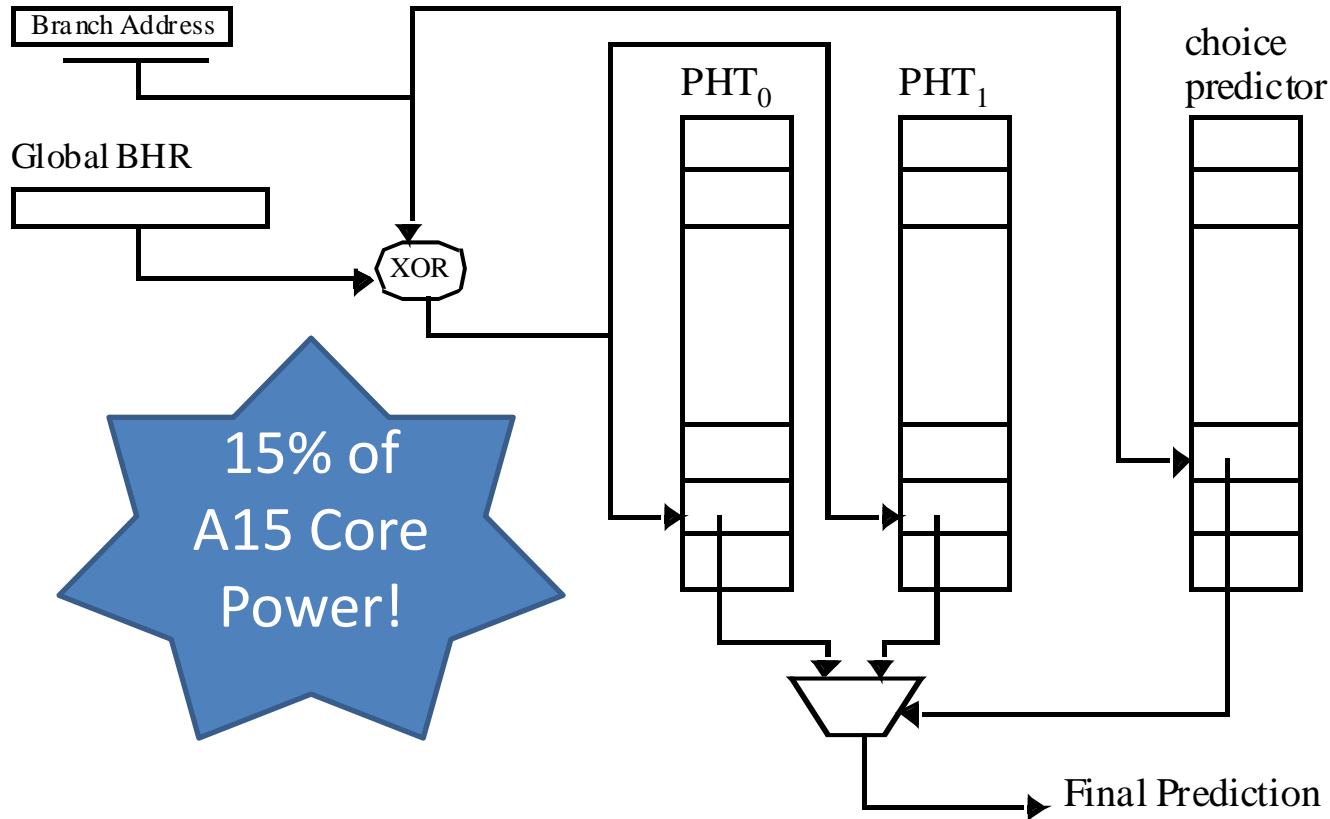 Branch Address
Global BHR
XOR
PHT0
PHT1
choice
predictor
15% of
A15 Core
Power!
Final Prediction